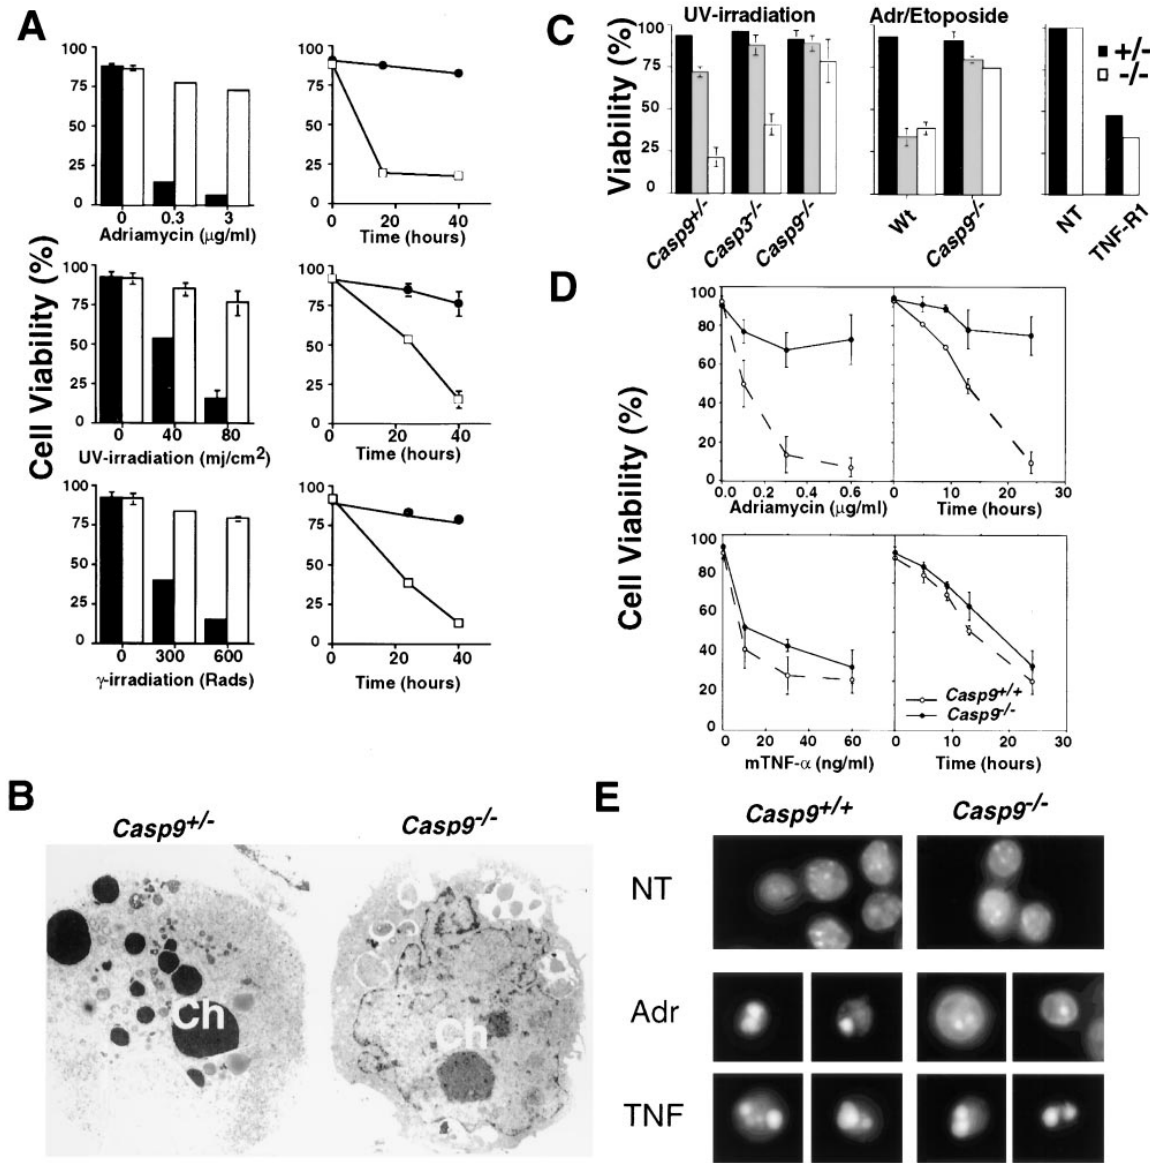 A
Cell Viability (%)
100
75
50
25
0
0 0.3 3
Adriamycin (µg/ml)
100
75
50
25
0
0 20 40
Time (hours)
100
75
50
25
0
0 40 80
UV-irradiation (mj/cm²)
100
75
50
25
0
0 20 40
Time (hours)
100
75
50
25
0
0 300 600
γ-irradiation (Rads)
100
75
50
25
0
0 20 40
Time (hours)
C
Viability (%)
UV-irradiation
Adr/Etoposide
100
75
50
25
0
+/-
-/-
Casp9+/-
Casp3-/-
Casp9-/-
Wt
Casp9-/-
NT
TNF-R1
D
Cell Viability (%)
100
80
60
40
20
0
0.0 0.2 0.4 0.6
Adriamycin (µg/ml)
0 10 20 30
Time (hours)
100
80
60
40
20
0
Casp9+/+
Casp9-/-
0 20 40 60
mTNF-α (ng/ml)
0 10 20 30
Time (hours)
B
Casp9+/-
Casp9-/-
Ch
Ch
E
Casp9+/+
Casp9-/-
NT
Adr
TNF